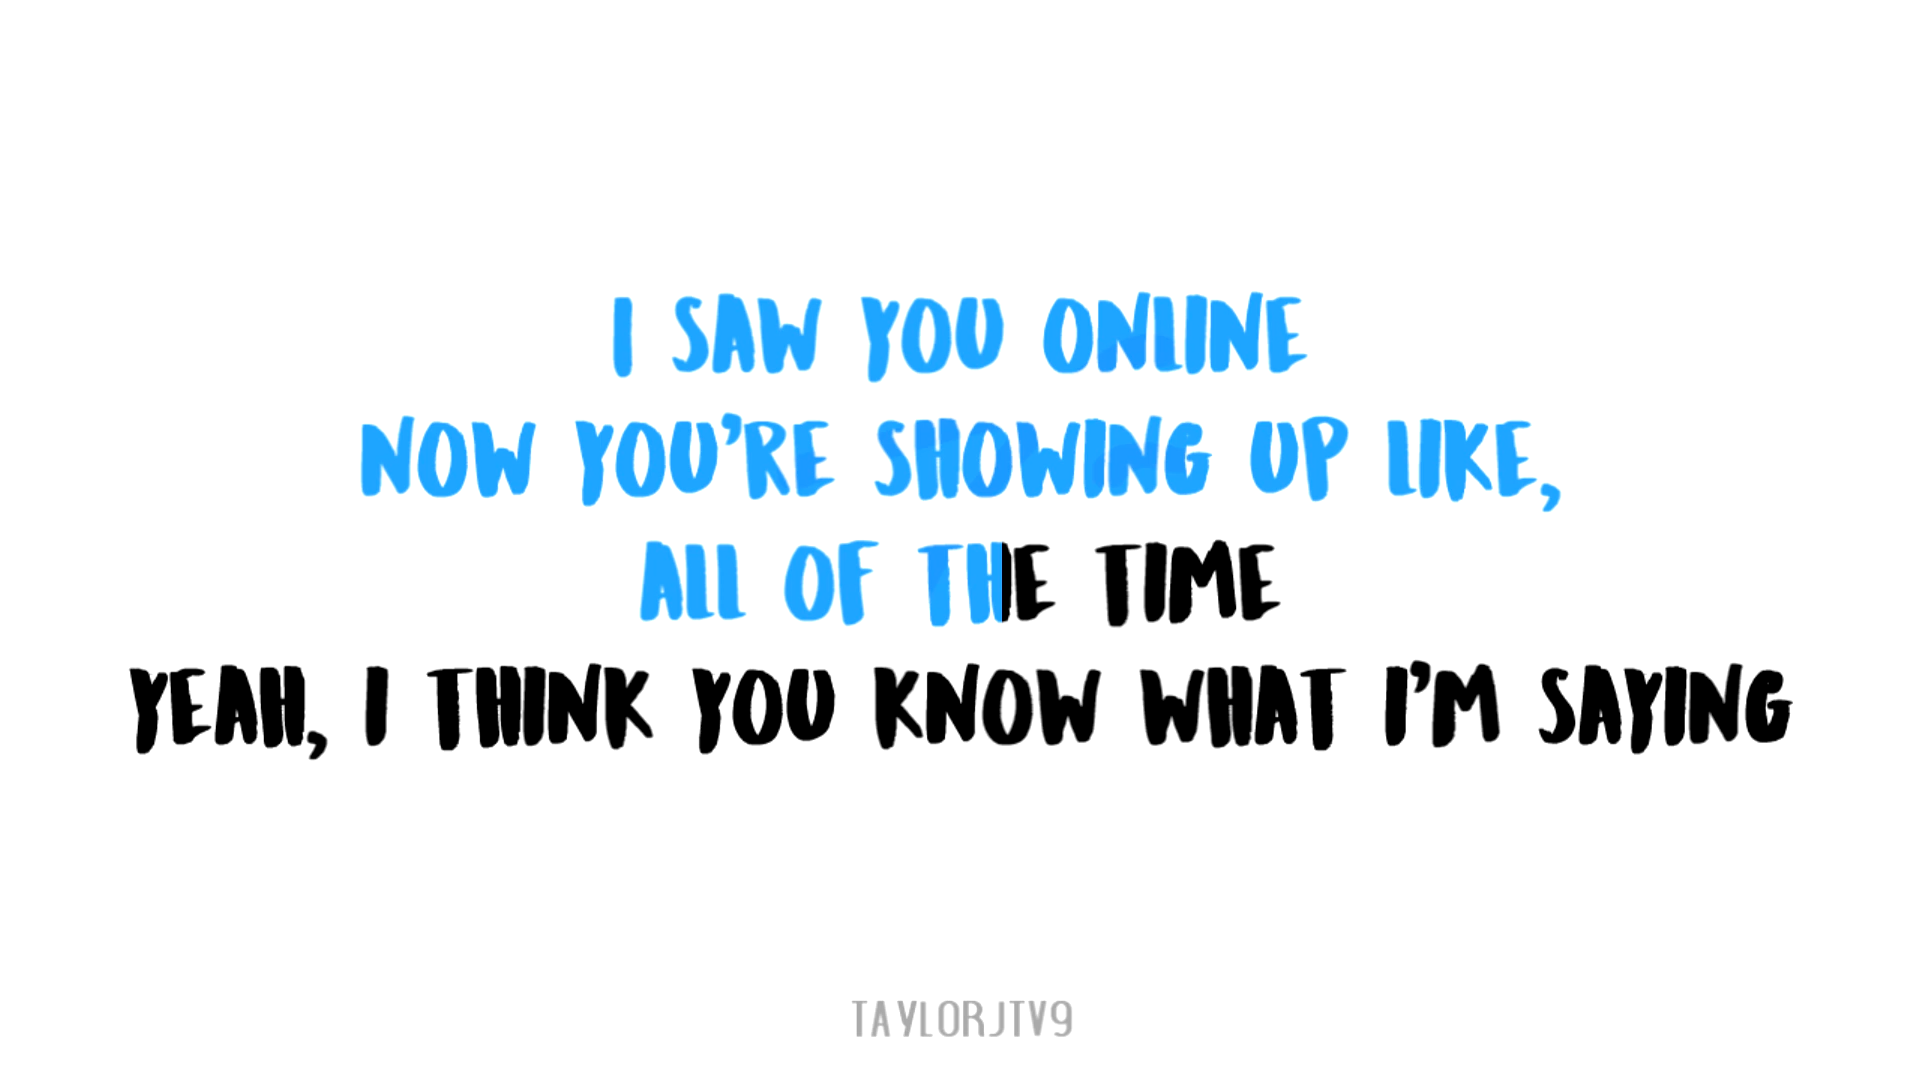 I SAW YOU ONLINE
NOW YOU'RE SHOWING UP LIKE,
ALL OF THE TIME
YEAH, I THINK YOU KNOW WHAT I'M SAYING
TAYLORJTV9